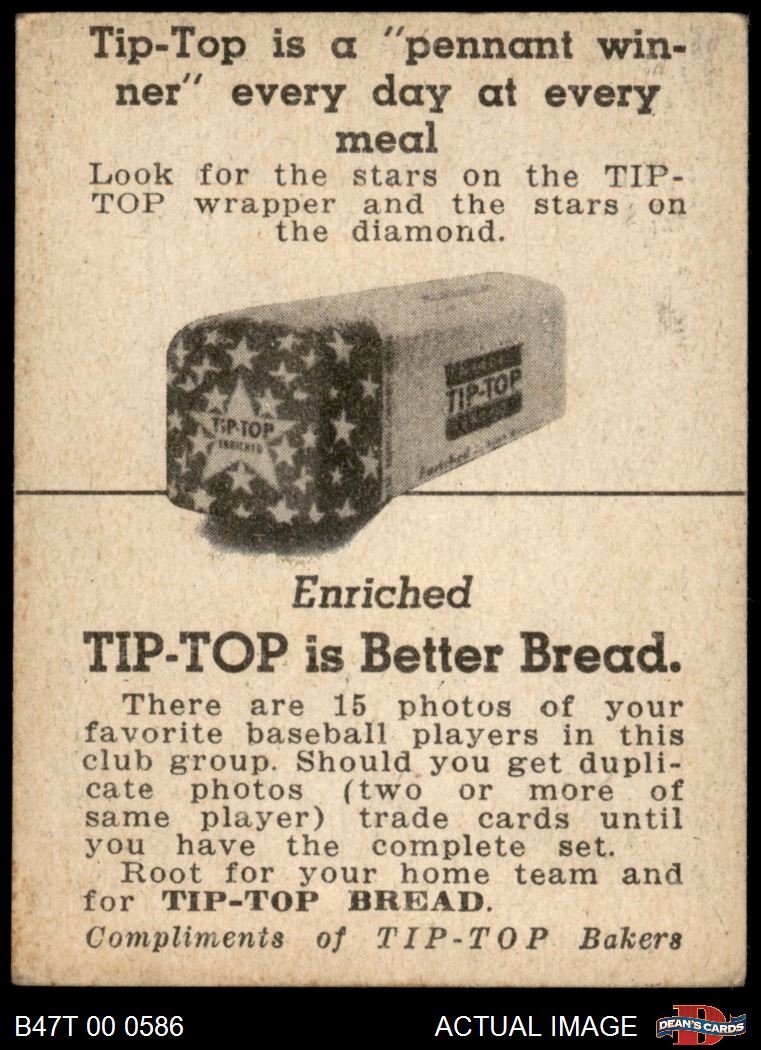 Tip-Top is a "pennant win-
ner" every day at every
meal
Look for the stars on the TIP-
TOP wrapper and the stars on
the diamond.
TIP-TOP
ENRICHED
TIP-TOP
Enriched
Enriched
TIP-TOP is Better Bread.
There are 15 photos of your
favorite baseball players in this
club group. Should you get dupli-
cate photos (two or more of
same player) trade cards until
you have the complete set.
Root for your home team and
for TIP-TOP BREAD.
Compliments of TIP-TOP Bakers
B47T 00 0586
ACTUAL IMAGE
D
DEAN'S CARDS